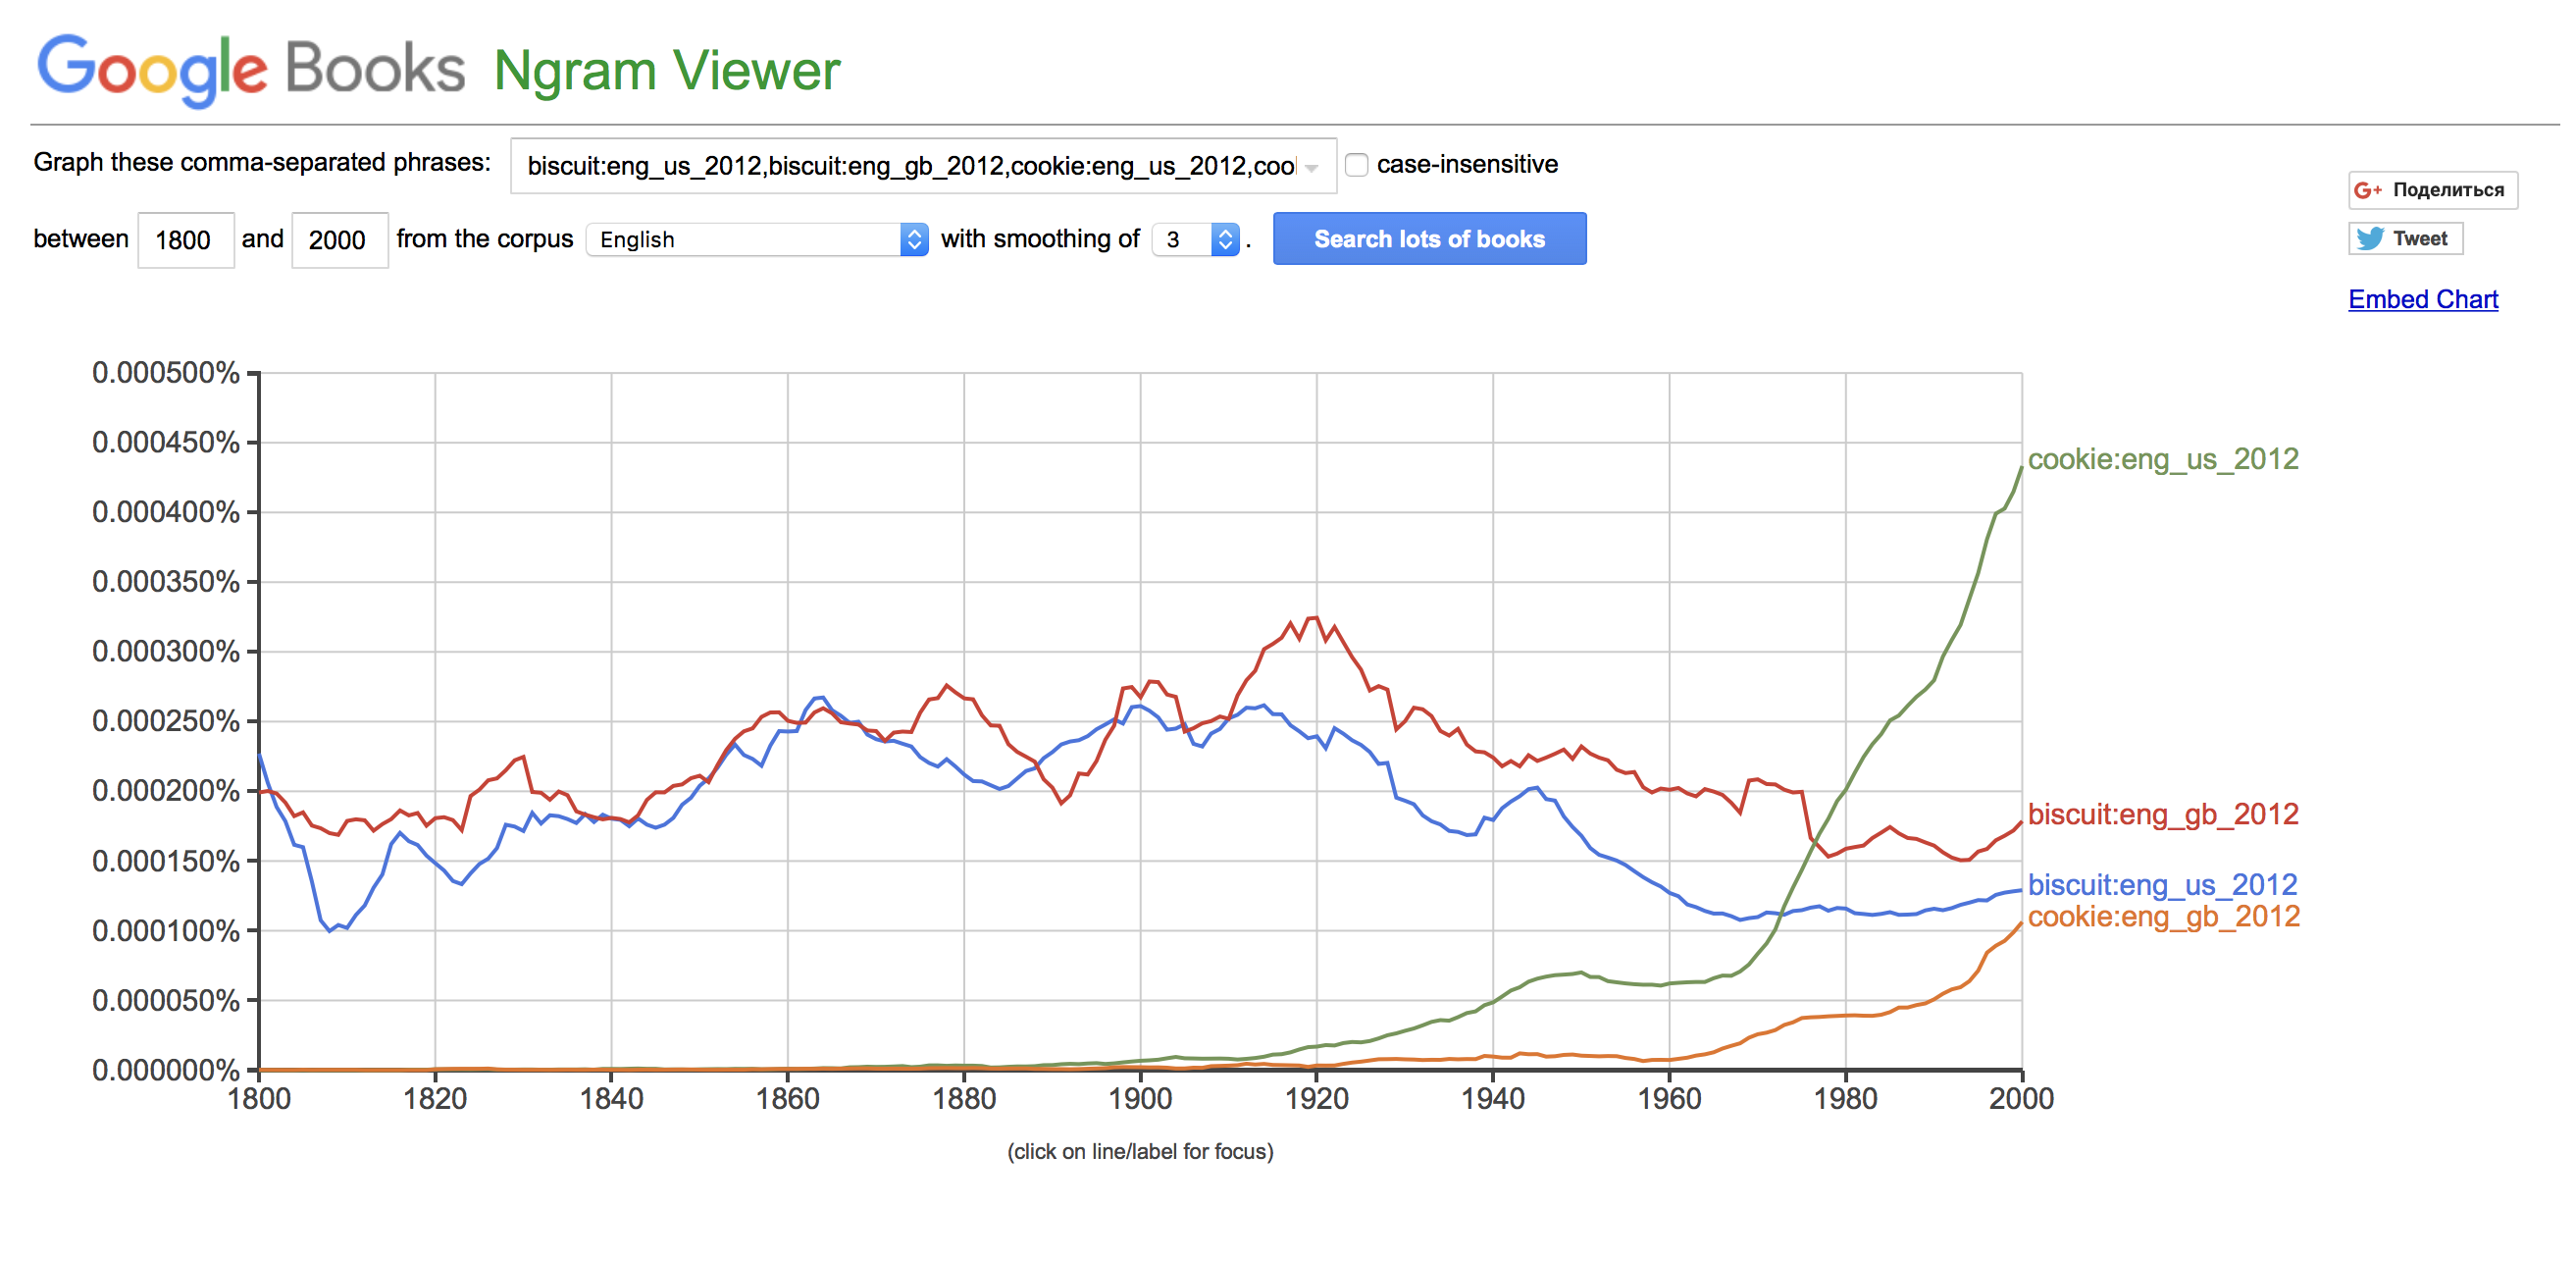 Google Books Ngram Viewer
Graph these comma-separated phrases: biscuit:eng_us_2012,biscuit:eng_gb_2012,cookie:eng_us_2012,cool case-insensitive
between 1800 and 2000 from the corpus English with smoothing of 3 . Search lots of books
G+ Поделиться
Tweet
Embed Chart
0.000500%
0.000450%
0.000400%
0.000350%
0.000300%
0.000250%
0.000200%
0.000150%
0.000100%
0.000050%
0.000000%
cookie:eng_us_2012
biscuit:eng_gb_2012
biscuit:eng_us_2012
cookie:eng_gb_2012
1800 1820 1840 1860 1880 1900 1920 1940 1960 1980 2000
(click on line/label for focus)